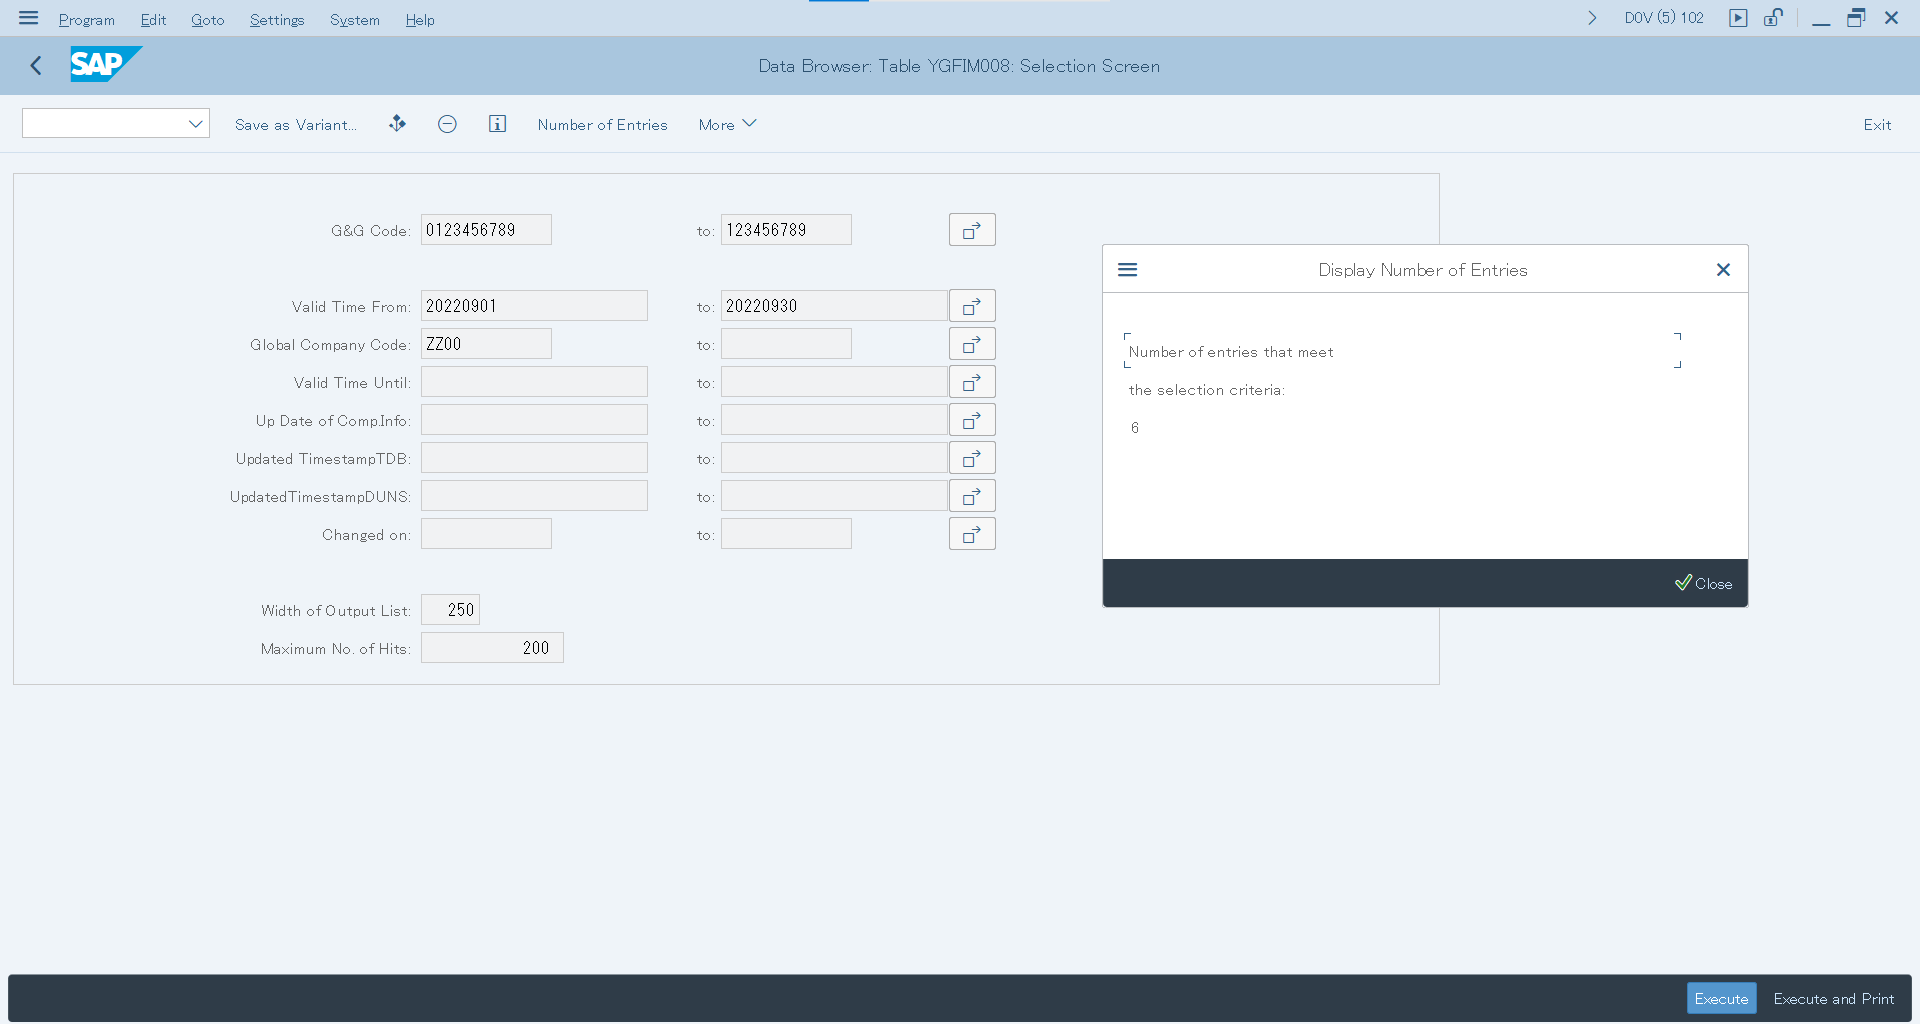 Program Edit Goto Settings System Help DOV (5) 102
SAP Data Browser: Table YGFIM008: Selection Screen
Save as Variant... Number of Entries More Exit
G&G Code: 0123456789 to: 123456789
Valid Time From: 20220901 to: 20220930
Global Company Code: ZZ00 to:
Valid Time Until: to:
Up Date of Comp.Info: to:
Updated TimestampTDB: to:
UpdatedTimestampDUNS: to:
Changed on: to:
Width of Output List: 250
Maximum No. of Hits: 200
Display Number of Entries
Number of entries that meet
the selection criteria:
6
Close
Execute Execute and Print